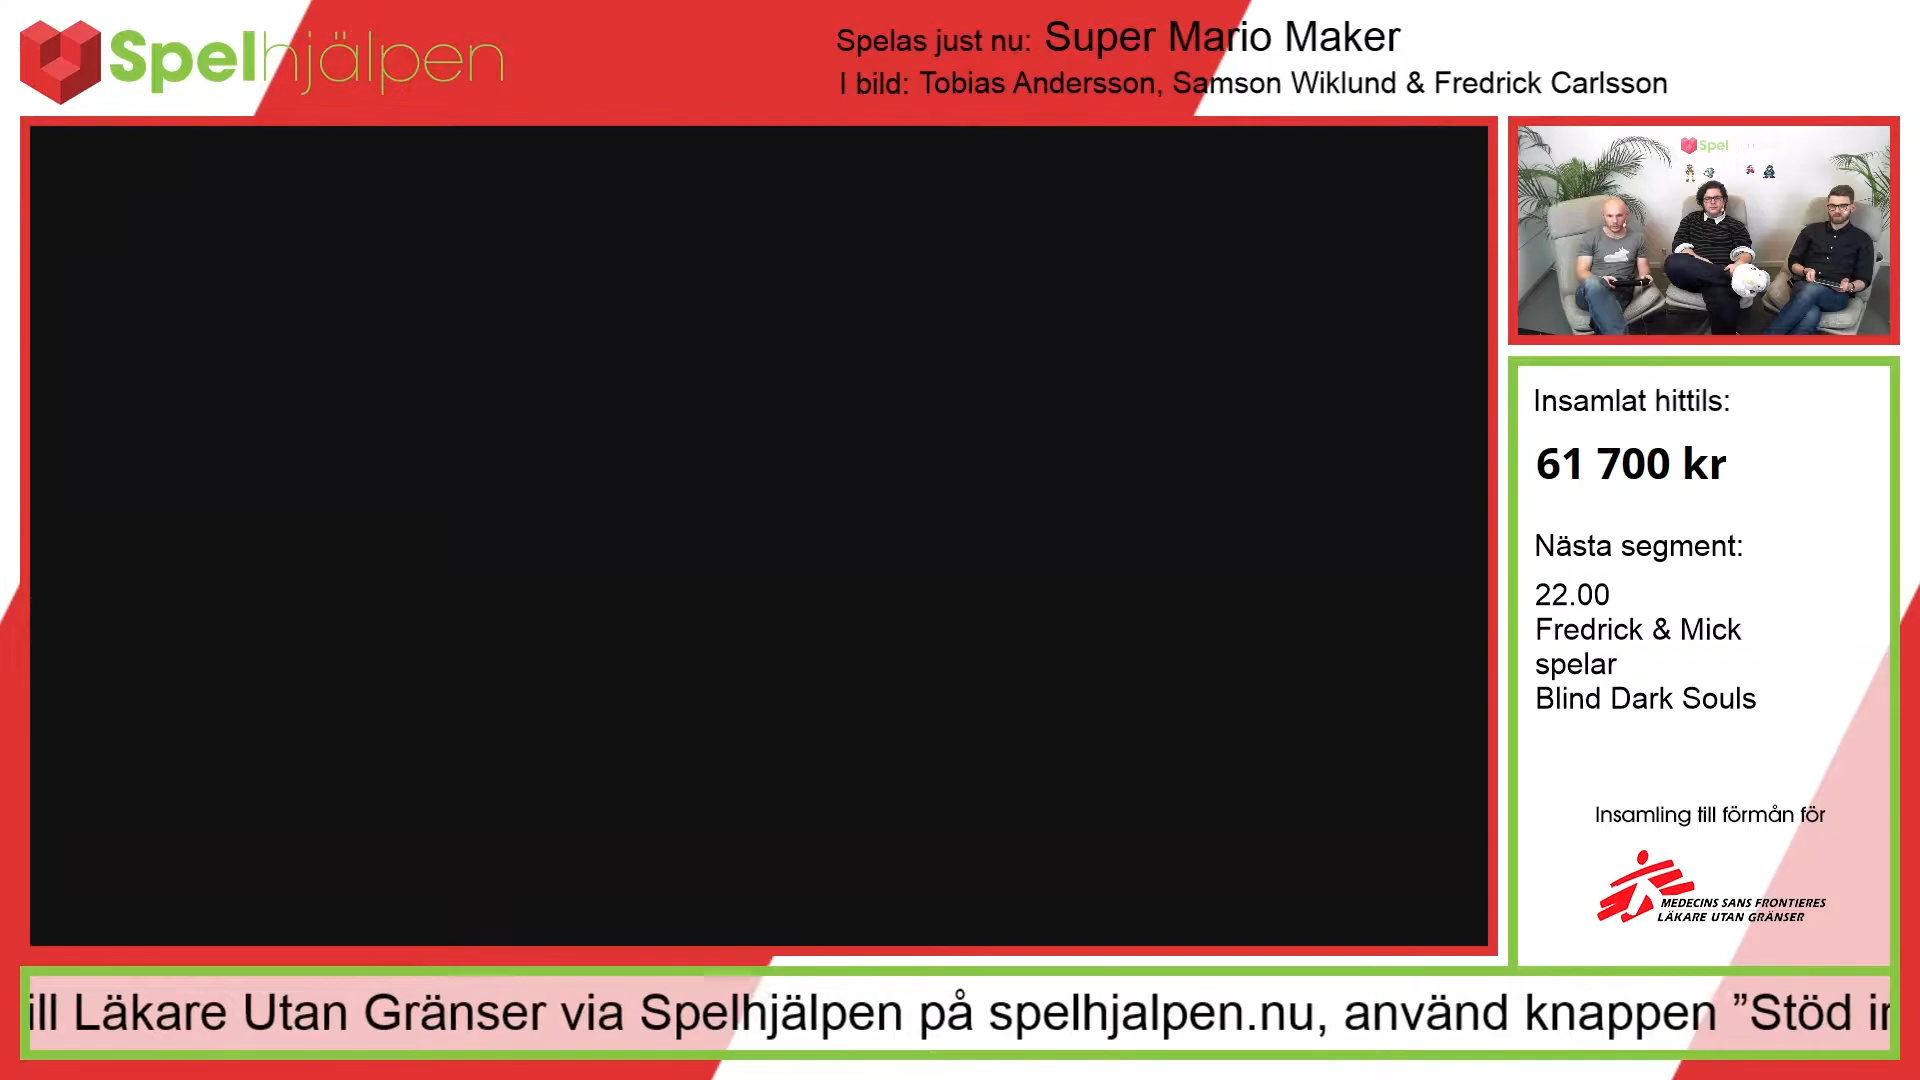 Spelhjälpen
Spelas just nu: Super Mario Maker
I bild: Tobias Andersson, Samson Wiklund & Fredrick Carlsson
Spel
Insamlat hittils:
61 700 kr
Nästa segment:
22.00
Fredrick & Mick
spelar
Blind Dark Souls
Insamling till förmån för
MEDECINS SANS FRONTIERES
LÄKARE UTAN GRÄNSER
ill Läkare Utan Gränser via Spelhjälpen på spelhjalpen.nu, använd knappen ”Stöd in